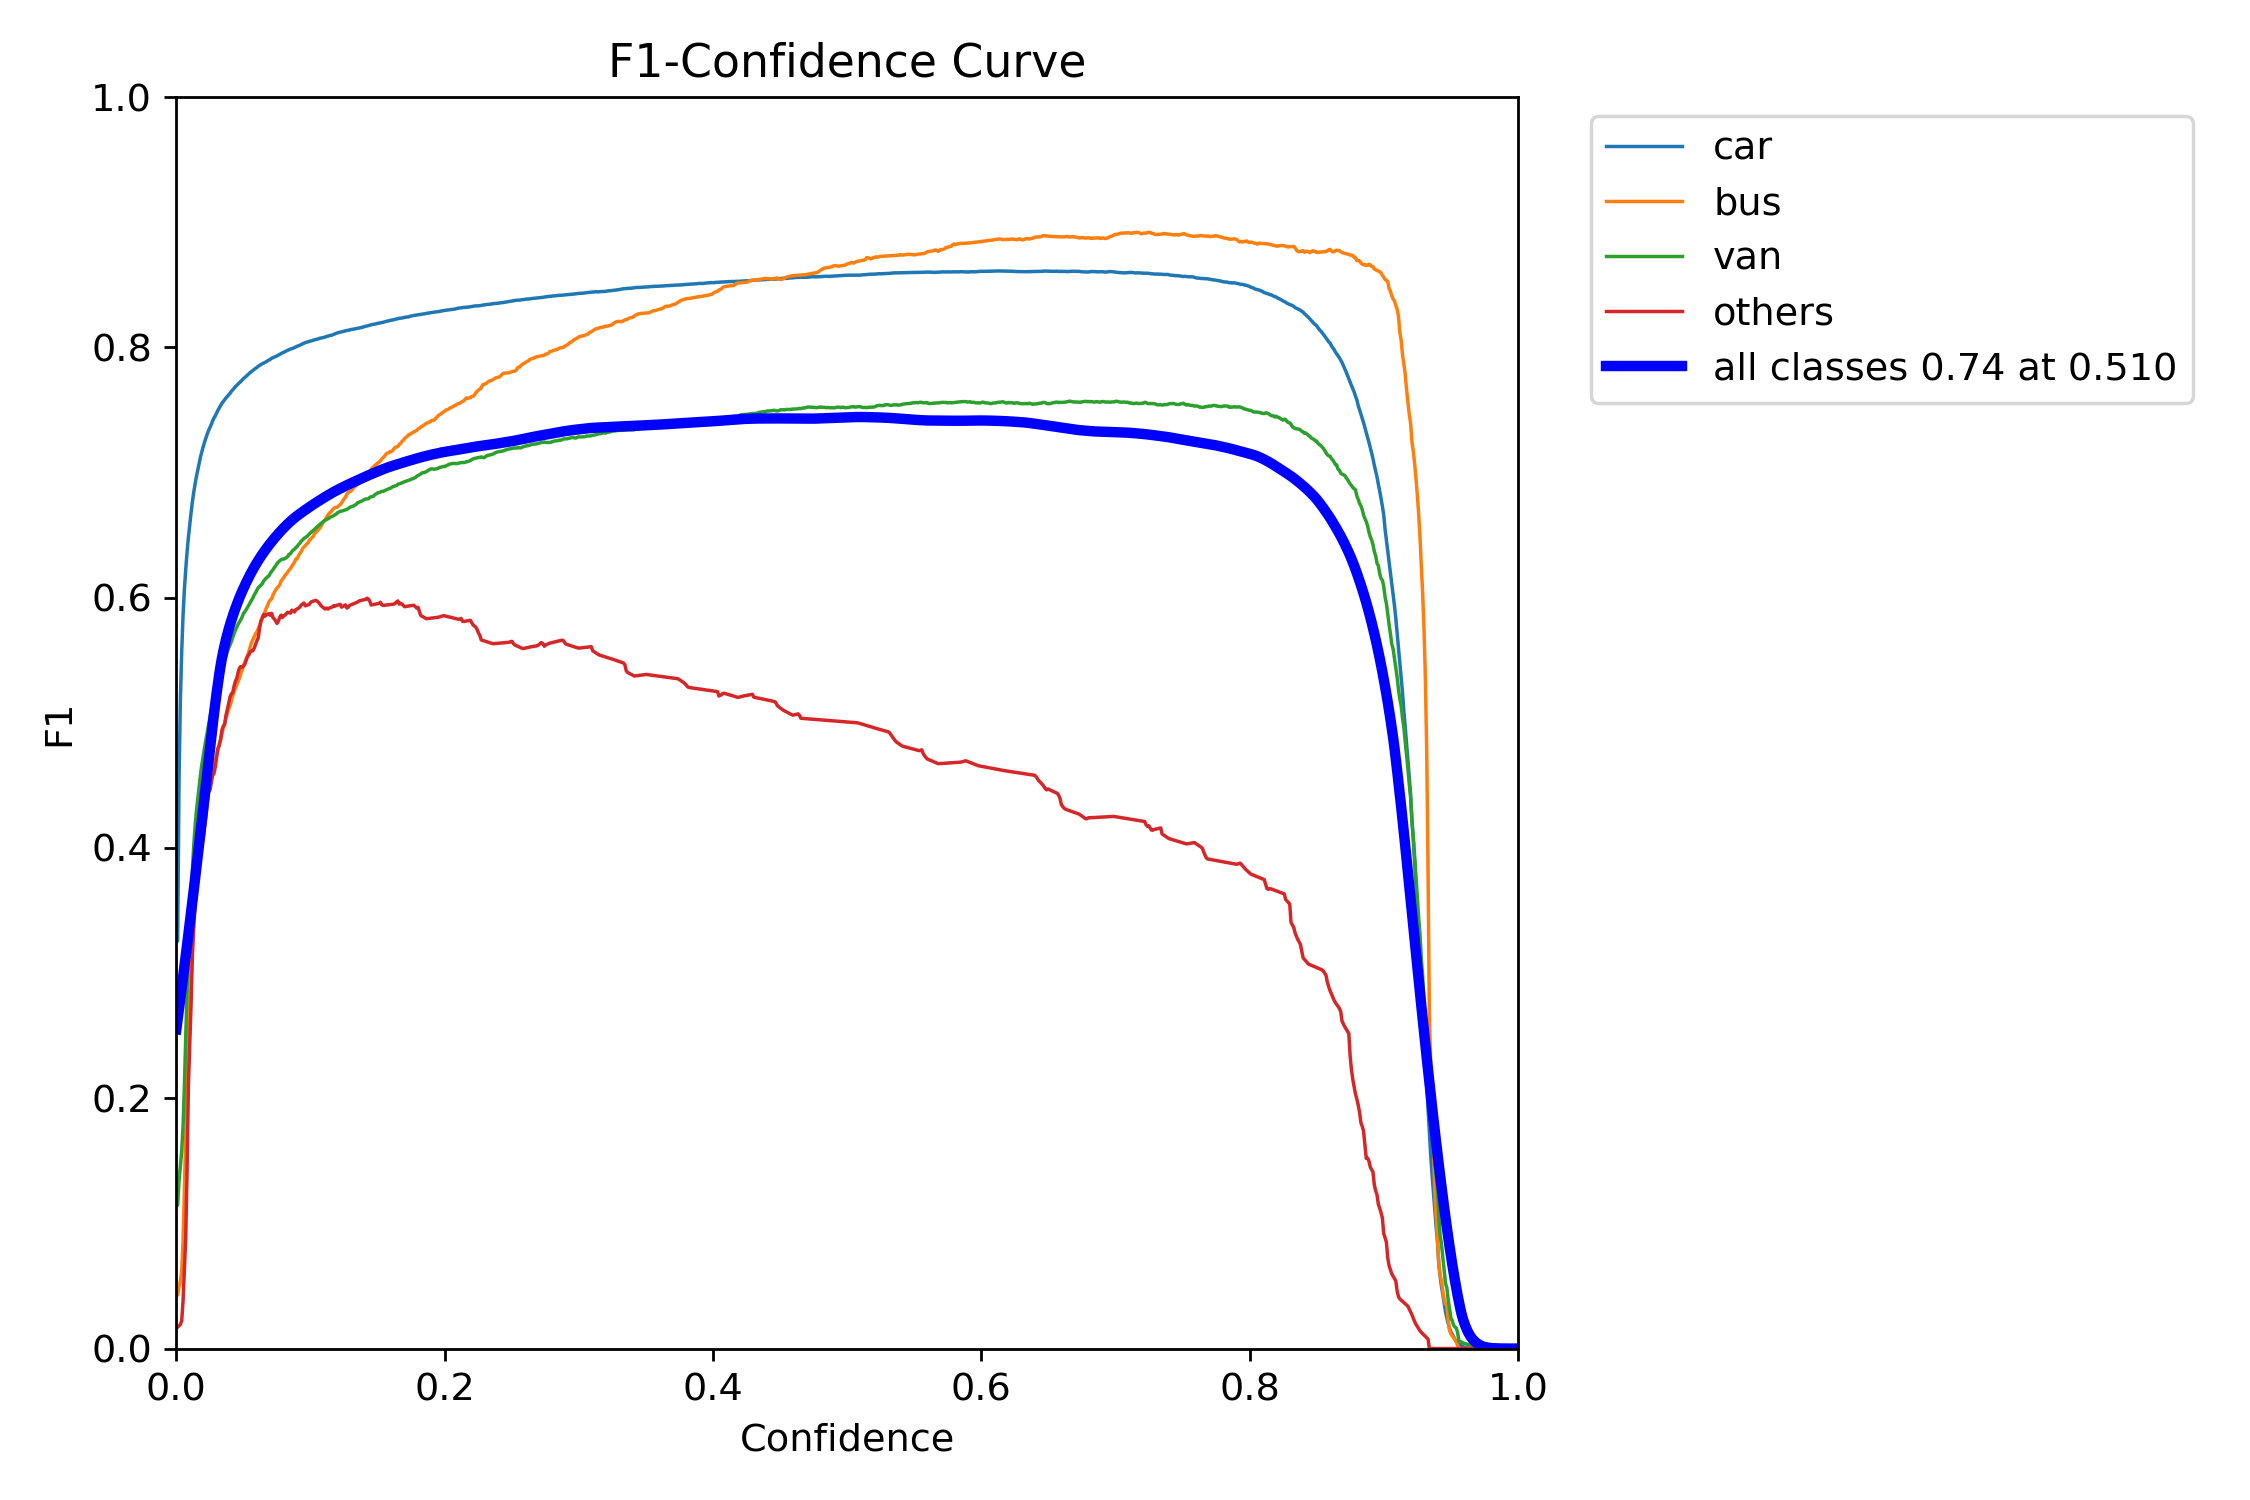 F1-Confidence Curve
1.0
0.8
0.6
0.4
0.2
0.0
F1
0.0 0.2 0.4 0.6 0.8 1.0
Confidence
car
bus
van
others
all classes 0.74 at 0.510